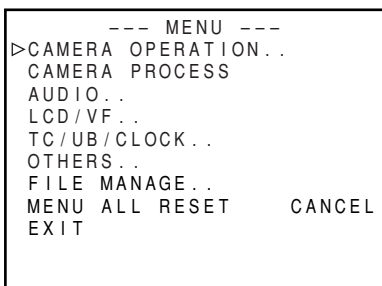 --- MENU ---
▷CAMERA OPERATION..
CAMERA PROCESS
AUDIO..
LCD/VF..
TC/UB/CLOCK..
OTHERS..
FILE MANAGE..
MENU ALL RESET CANCEL
EXIT